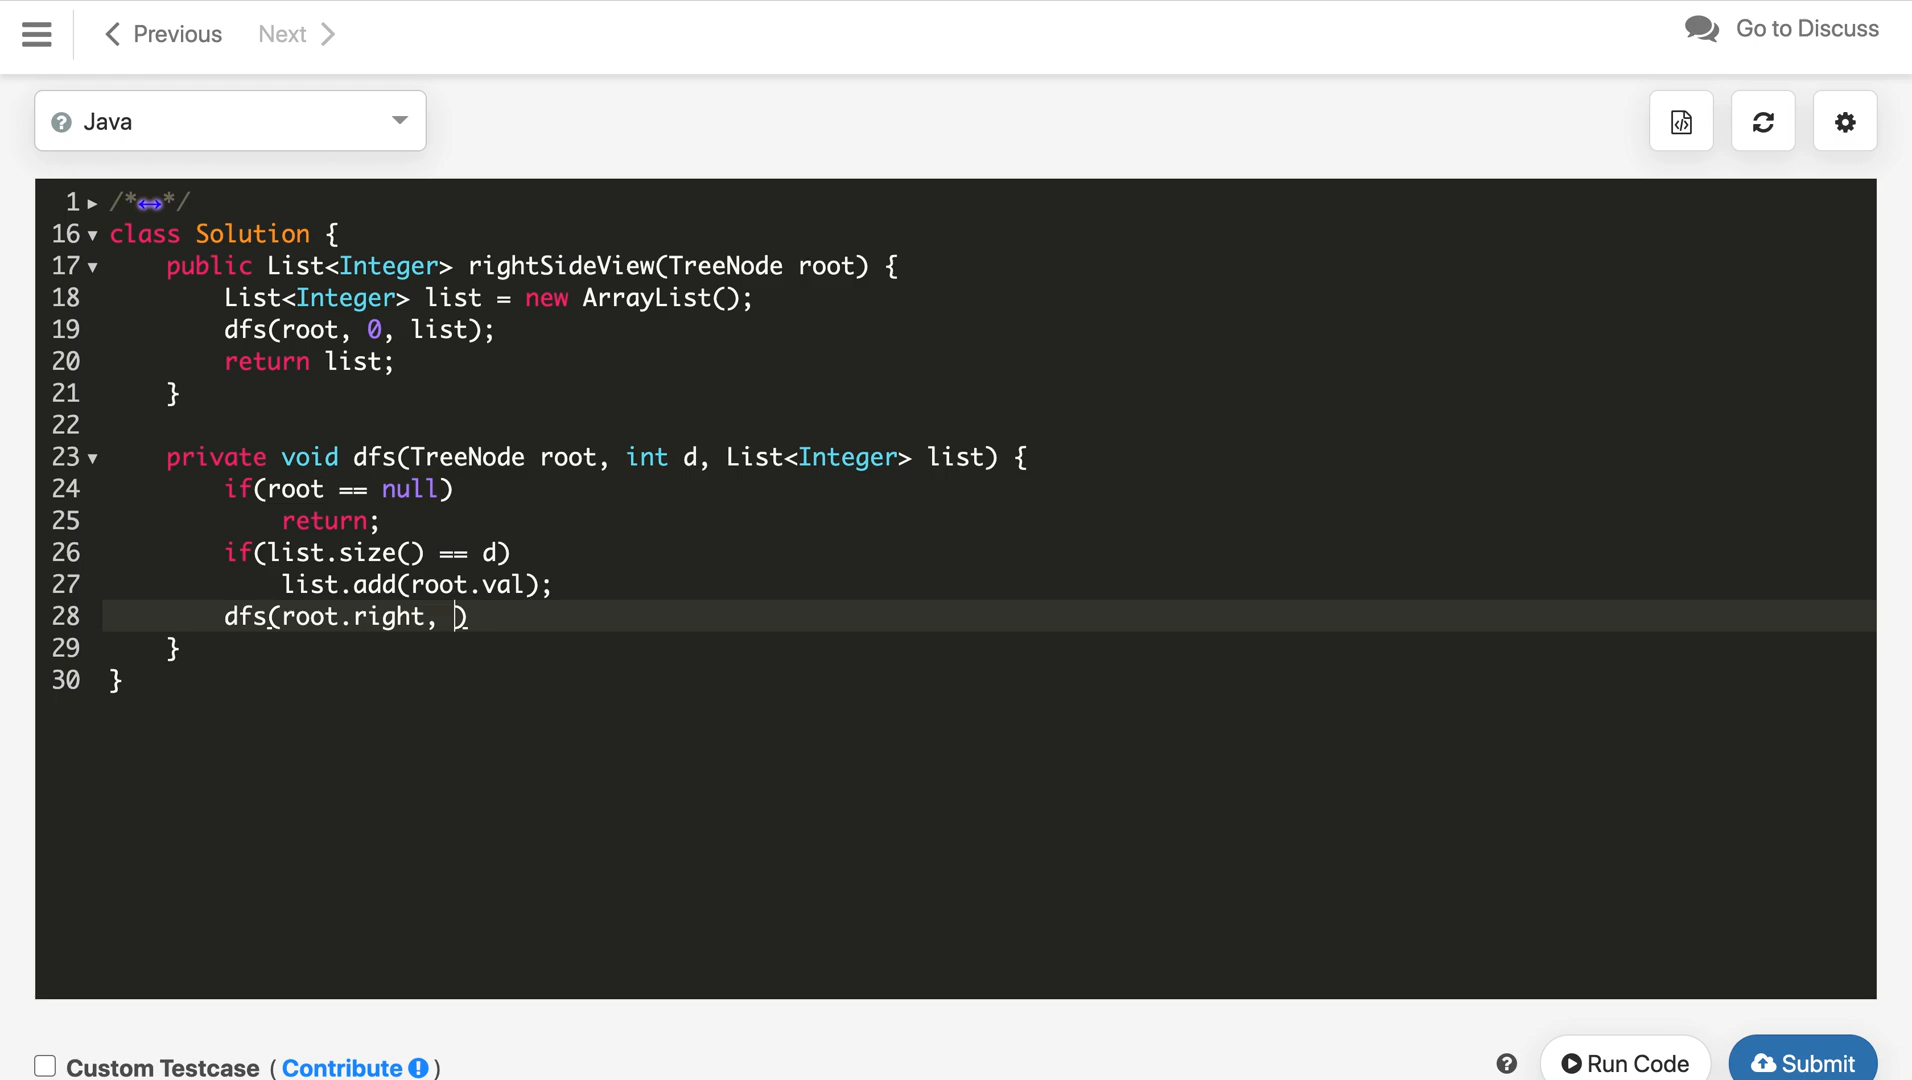 Previous Next Go to Discuss
Java
1 /*↔*/
16 class Solution {
17 public List<Integer> rightSideView(TreeNode root) {
18 List<Integer> list = new ArrayList();
19 dfs(root, 0, list);
20 return list;
21 }
22
23 private void dfs(TreeNode root, int d, List<Integer> list) {
24 if(root == null)
25 return;
26 if(list.size() == d)
27 list.add(root.val);
28 dfs(root.right, )
29 }
30 }
Custom Testcase ( Contribute ) Run Code Submit